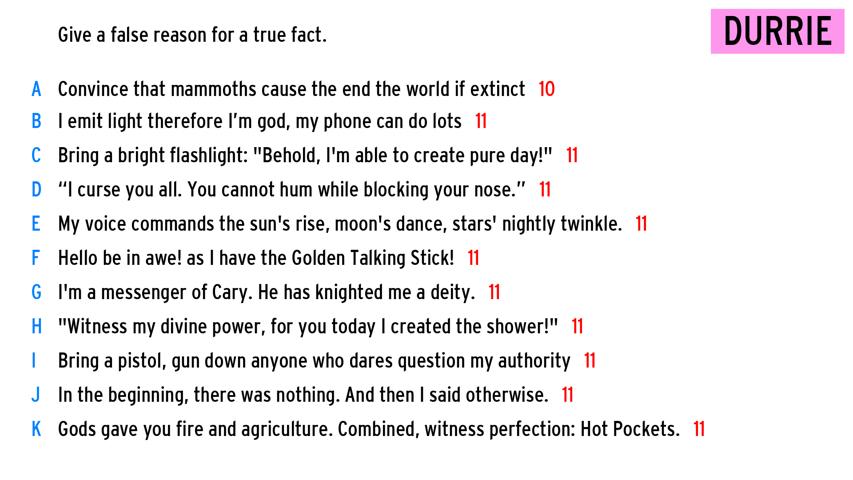 Give a false reason for a true fact.
DURRIE
A Convince that mammoths cause the end the world if extinct 10
B I emit light therefore I'm god, my phone can do lots 11
C Bring a bright flashlight: "Behold, I'm able to create pure day!" 11
D “I curse you all. You cannot hum while blocking your nose.” 11
E My voice commands the sun's rise, moon's dance, stars' nightly twinkle. 11
F Hello be in awe! as I have the Golden Talking Stick! 11
G I'm a messenger of Cary. He has knighted me a deity. 11
H "Witness my divine power, for you today I created the shower!" 11
I Bring a pistol, gun down anyone who dares question my authority 11
J In the beginning, there was nothing. And then I said otherwise. 11
K Gods gave you fire and agriculture. Combined, witness perfection: Hot Pockets. 11